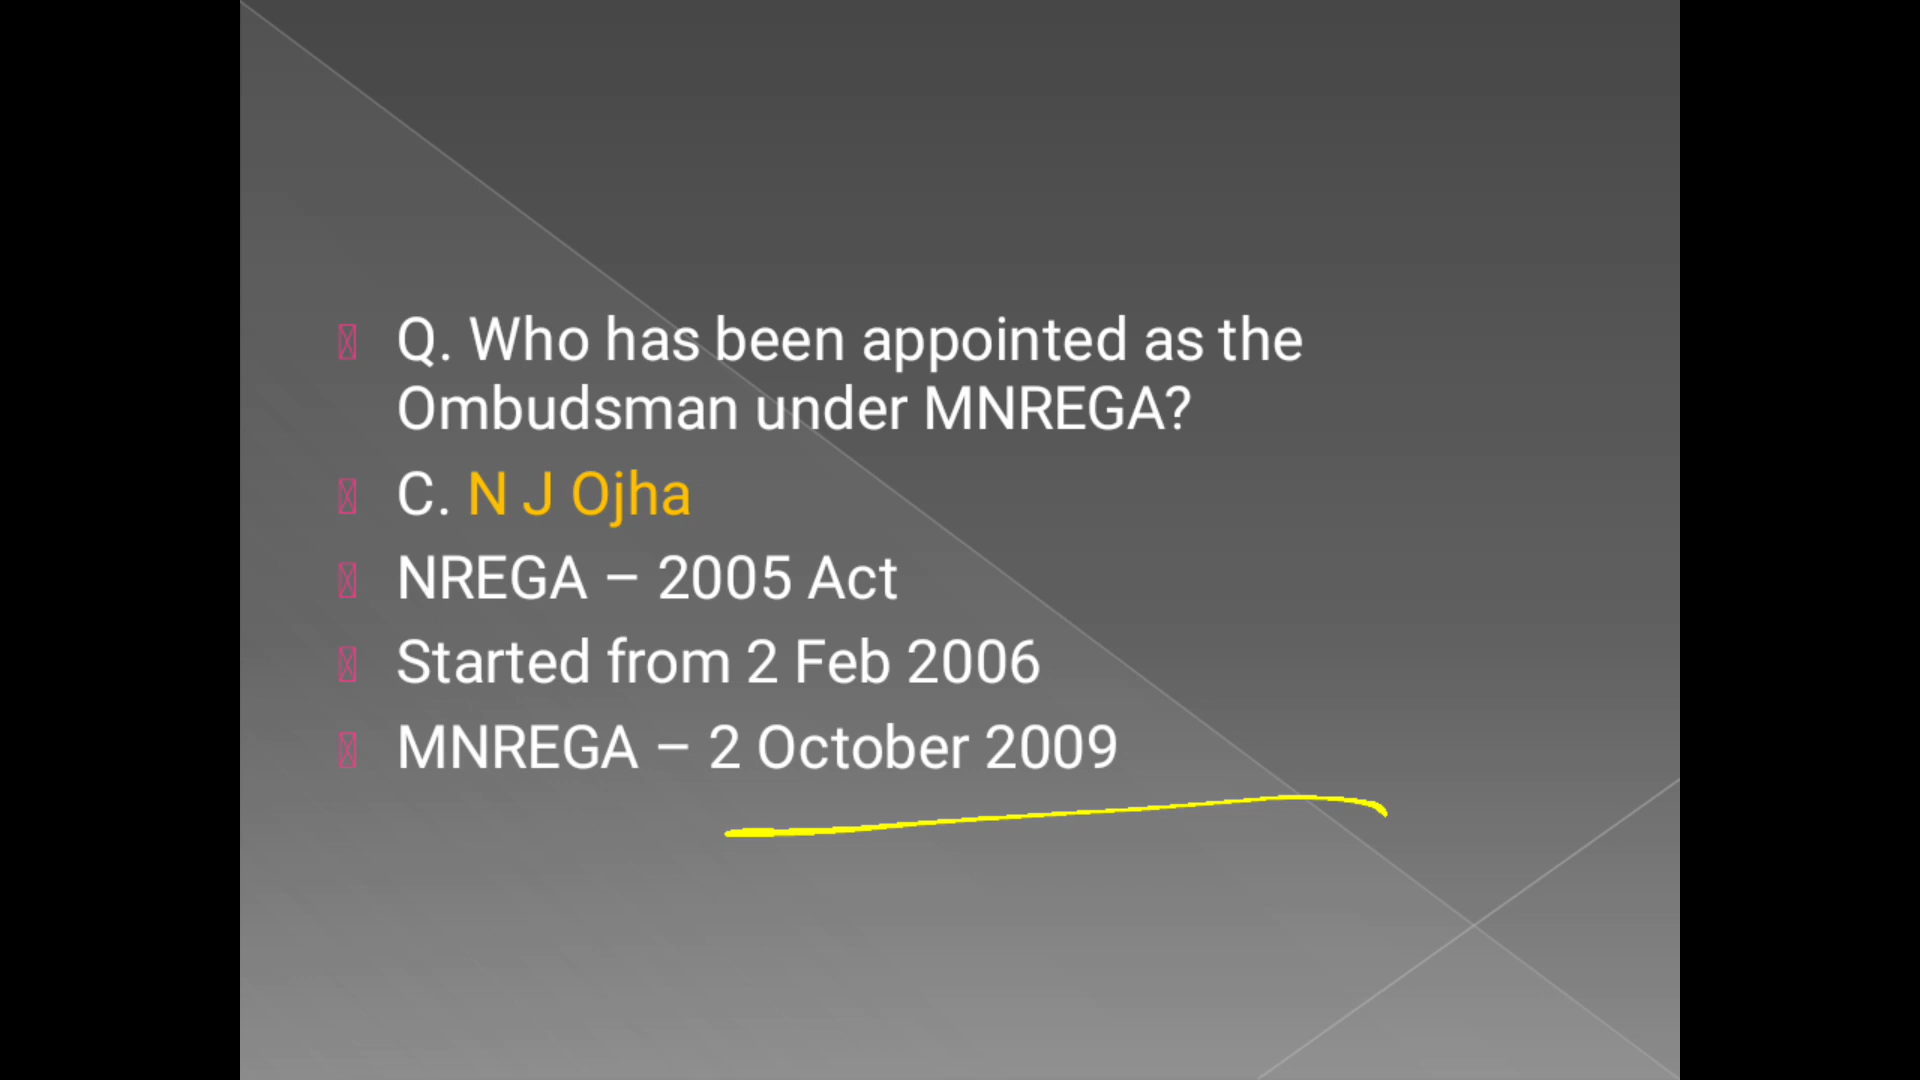 Q. Who has been appointed as the
Ombudsman under MNREGA?
C. N J Ojha
NREGA – 2005 Act
Started from 2 Feb 2006
MNREGA – 2 October 2009